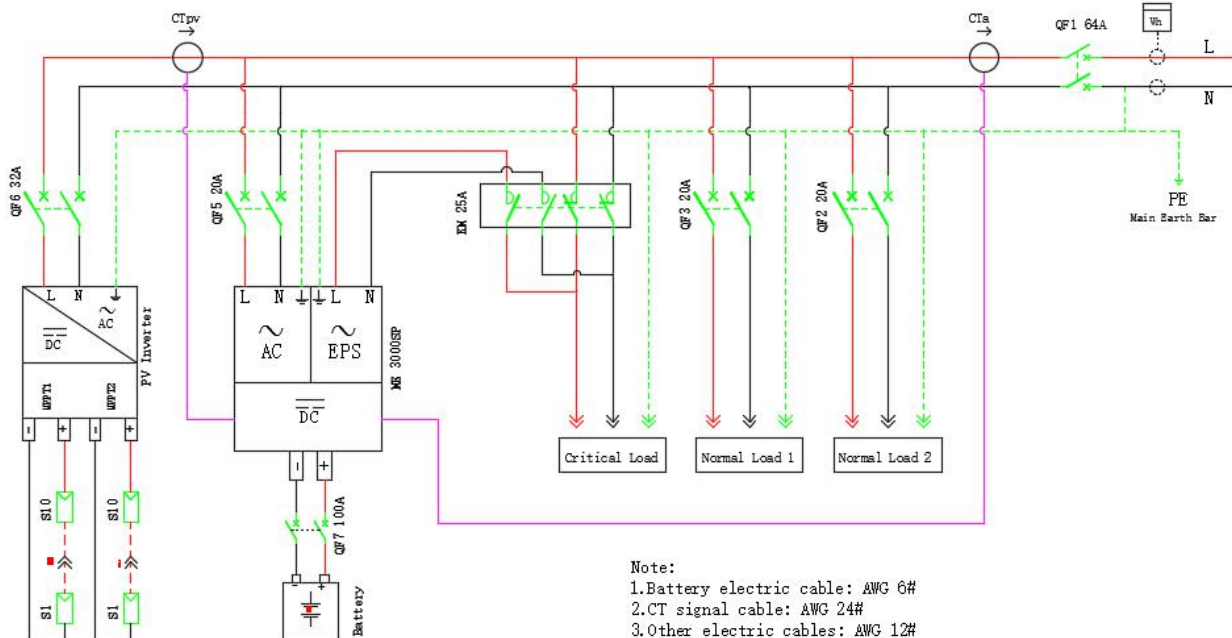 CTpv
CTa
QF1 64A
Wh
L
N
QF6 32A
QF5 20A
KM 25A
QF3 20A
QF2 20A
PE
Main Earth Bar
L N
AC
DC
PV Inverter
MPPT1
MPPT2
- + - +
L N
L N
AC
EPS
DC
ME 3000SP
- +
S10
S10
S1
S1
QF7 100A
- +
Battery
Critical Load
Normal Load 1
Normal Load 2
Note:
1.Battery electric cable: AWG 6#
2.CT signal cable: AWG 24#
3.Other electric cables: AWG 12#